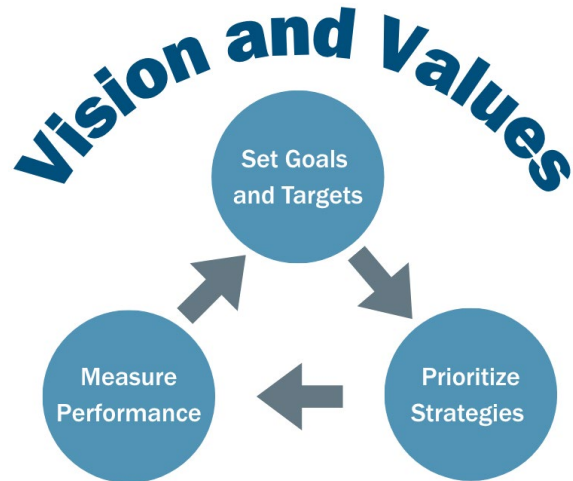 Vision and Values
Set Goals
and Targets
Measure
Performance
Prioritize
Strategies